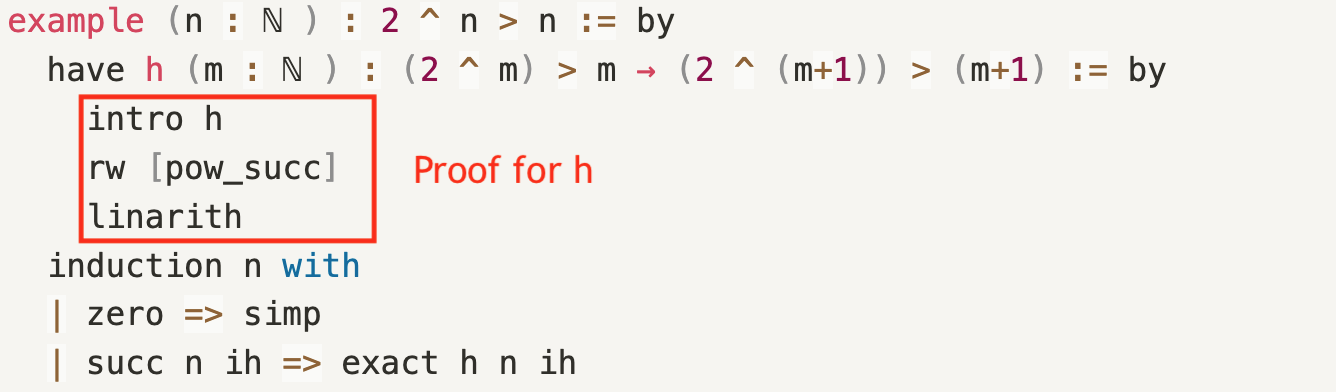 example (n : ℕ ) : 2 ^ n > n := by
have h (m : ℕ ) : (2 ^ m) > m → (2 ^ (m+1)) > (m+1) := by
intro h
rw [pow_succ]
Proof for h
linarith
induction n with
| zero => simp
| succ n ih => exact h n ih